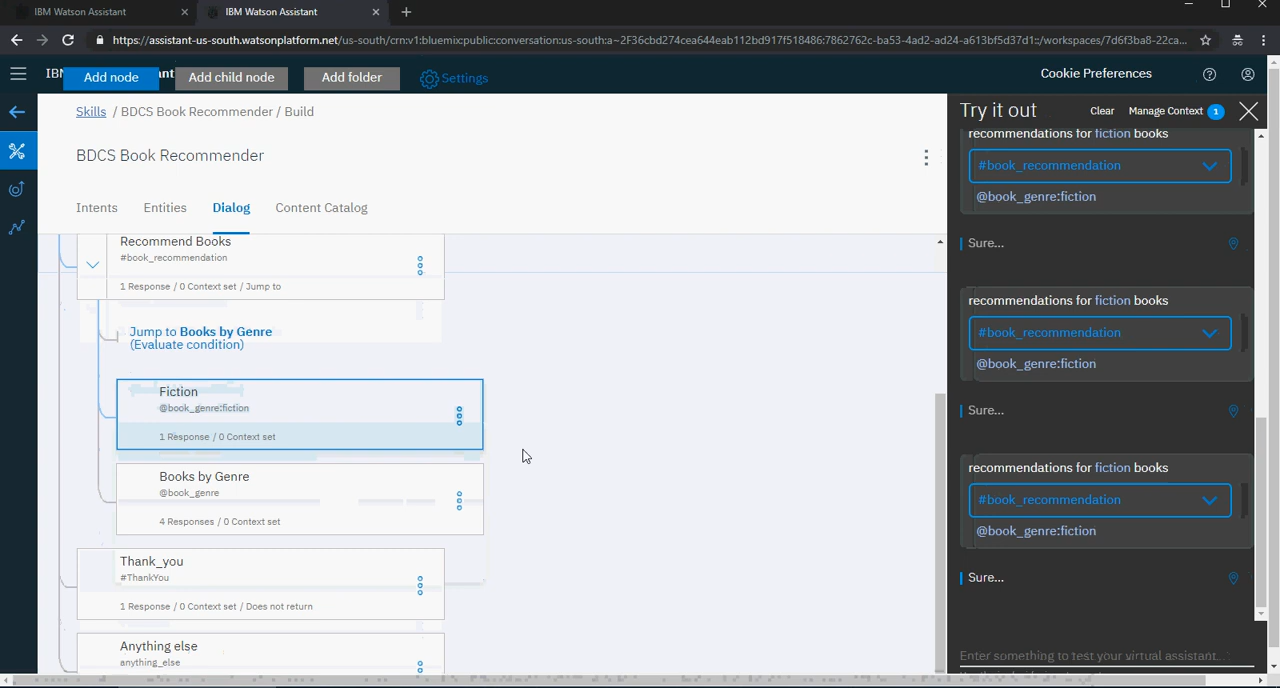 IBM Watson Assistant
IBM Watson Assistant
https://assistant-us-south.watsonplatform.net/us-south/crn:v1:bluemix:public:conversation:us-south:a~2F36cbd274cea644eab112bd917f518486:7862762c-ba53-4ad2-ad24-a613bf5d37d1::/workspaces/7d6f3ba8-22ca...
Add node
Add child node
Add folder
Settings
Cookie Preferences
Skills / BDCS Book Recommender / Build
BDCS Book Recommender
Intents
Entities
Dialog
Content Catalog
Recommend Books
#book_recommendation
1 Response / 0 Context set / Jump to
Jump to Books by Genre
(Evaluate condition)
Fiction
@book_genre:fiction
1 Response / 0 Context set
Books by Genre
@book_genre
4 Responses / 0 Context set
Thank_you
#ThankYou
1 Response / 0 Context set / Does not return
Anything else
anything_else
Try it out
Clear
Manage Context
1
recommendations for fiction books
#book_recommendation
@book_genre:fiction
Sure...
recommendations for fiction books
#book_recommendation
@book_genre:fiction
Sure...
recommendations for fiction books
#book_recommendation
@book_genre:fiction
Sure...
Enter something to test your virtual assistant.